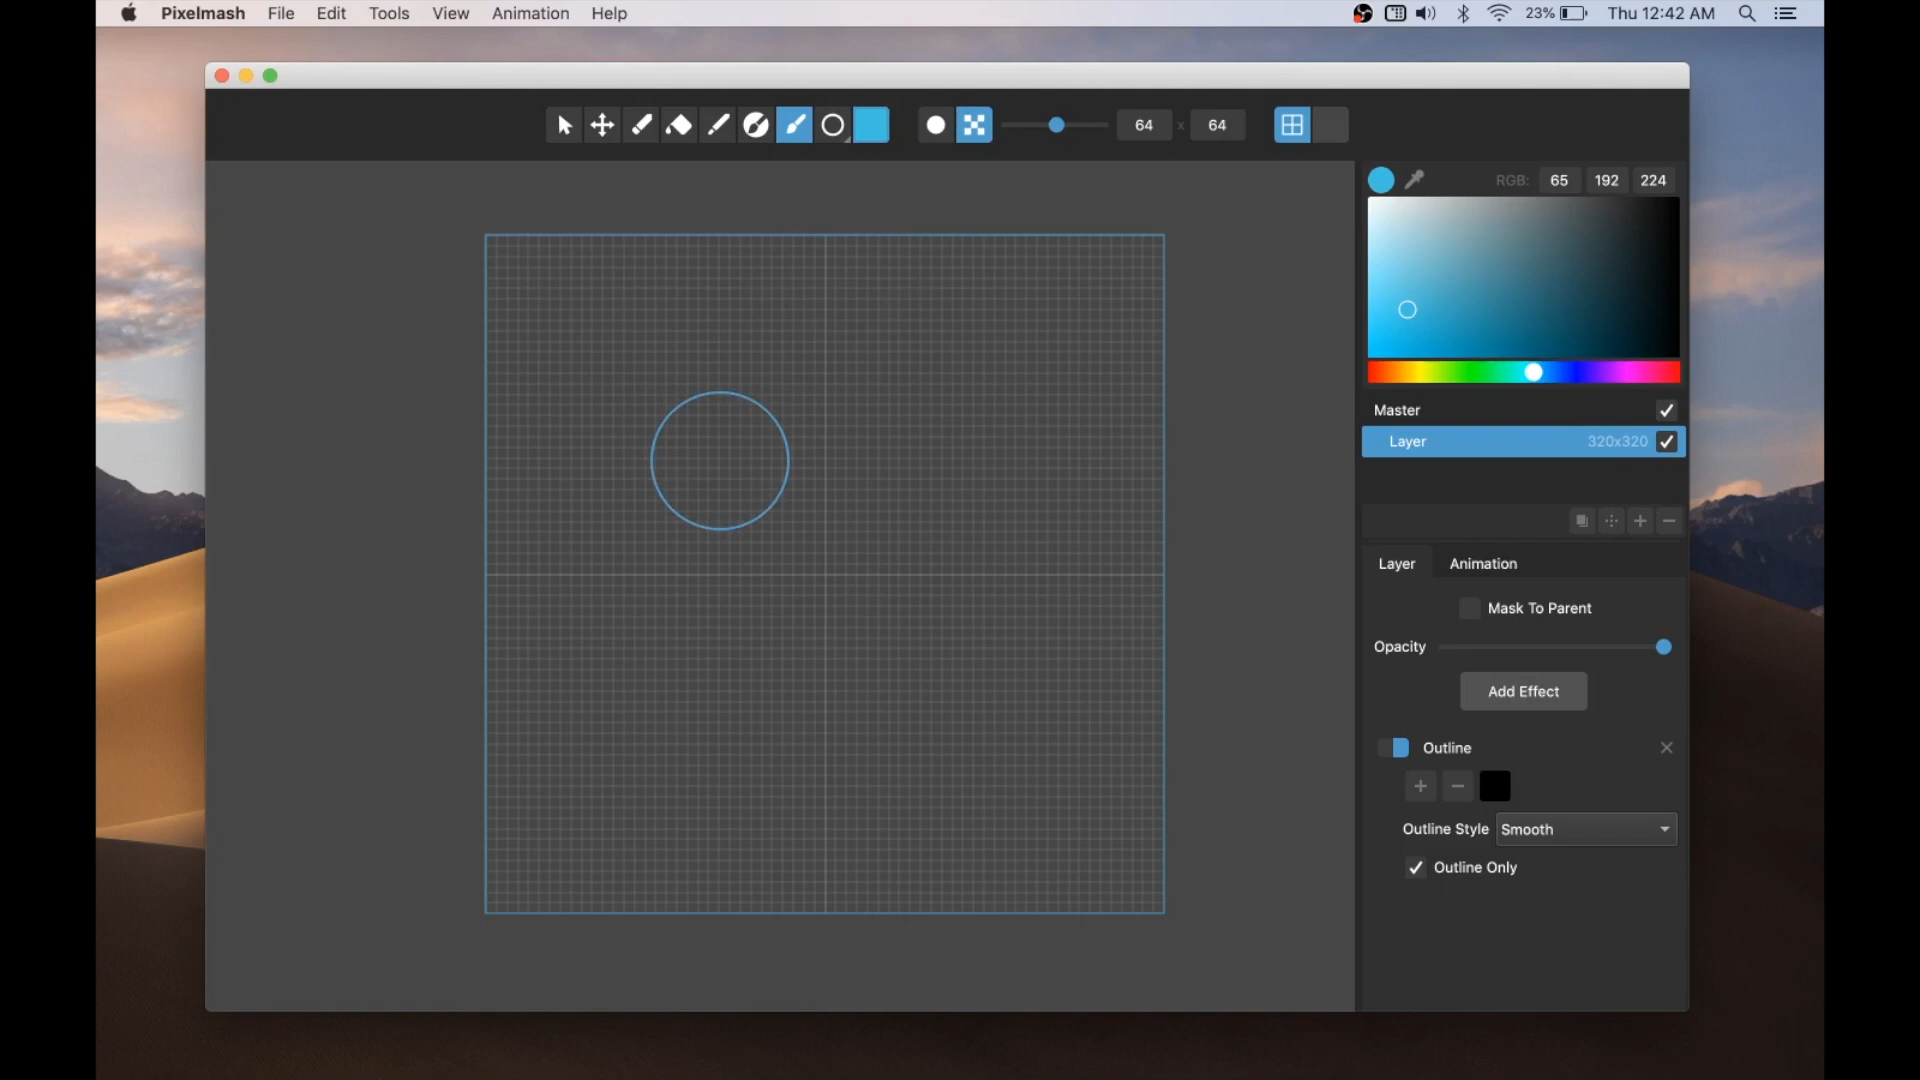 Pixelmash File Edit Tools View Animation Help 23% Thu 12:42 AM
64 x 64
RGB: 65 192 224
Master
Layer 320x320
Layer Animation
Mask To Parent
Opacity
Add Effect
Outline
Outline Style Smooth
Outline Only